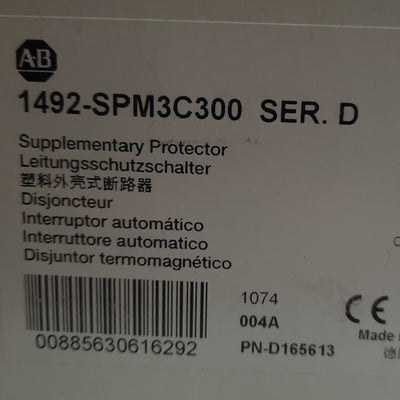 AB
1492-SPM3C300 SER. D
Supplementary Protector
Leitungsschutzschalter
塑料外壳式断路器
Disjoncteur
Interruptor automático
Interruttore automatico
Disjuntor termomagnético
1074
004A
CE
Made
00885630616292
PN-D165613